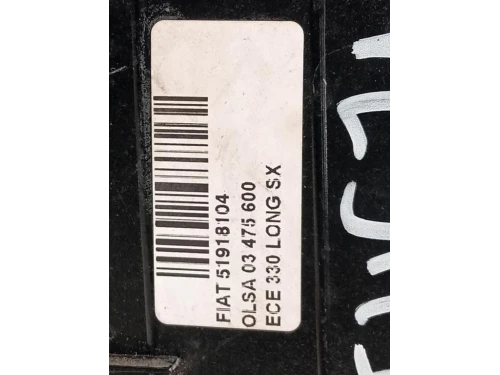 FIAT 51918104
OLSA 03 475 600
ECE 330 LONG SX